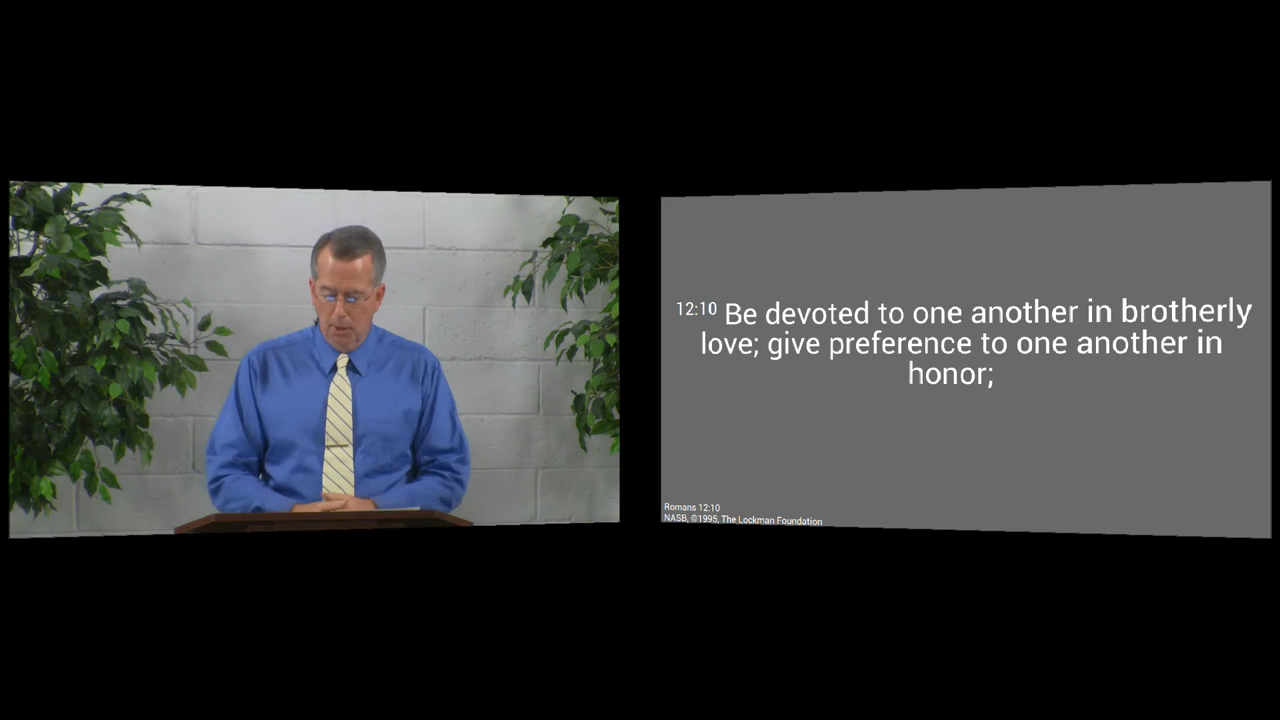 12:10 Be devoted to one another in brotherly
love; give preference to one another in
honor;
Romans 12:10
NASB, ©1995, The Lockman Foundation